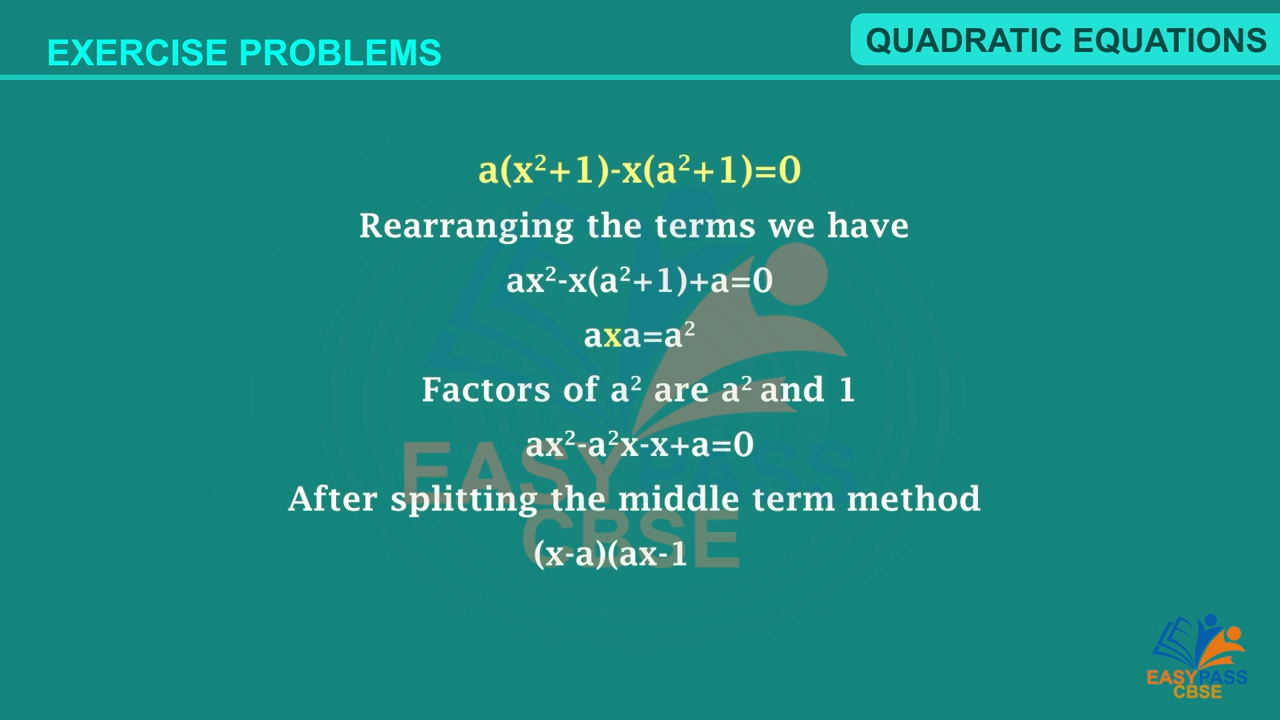 EXERCISE PROBLEMS
QUADRATIC EQUATIONS
a(x²+1)-x(a²+1)=0
Rearranging the terms we have
ax²-x(a²+1)+a=0
axa=a²
Factors of a² are a² and 1
ax²-a²x-x+a=0
After splitting the middle term method
(x-a)(ax-1
EASYPASS
CBSE
EASYPASS
CBSE